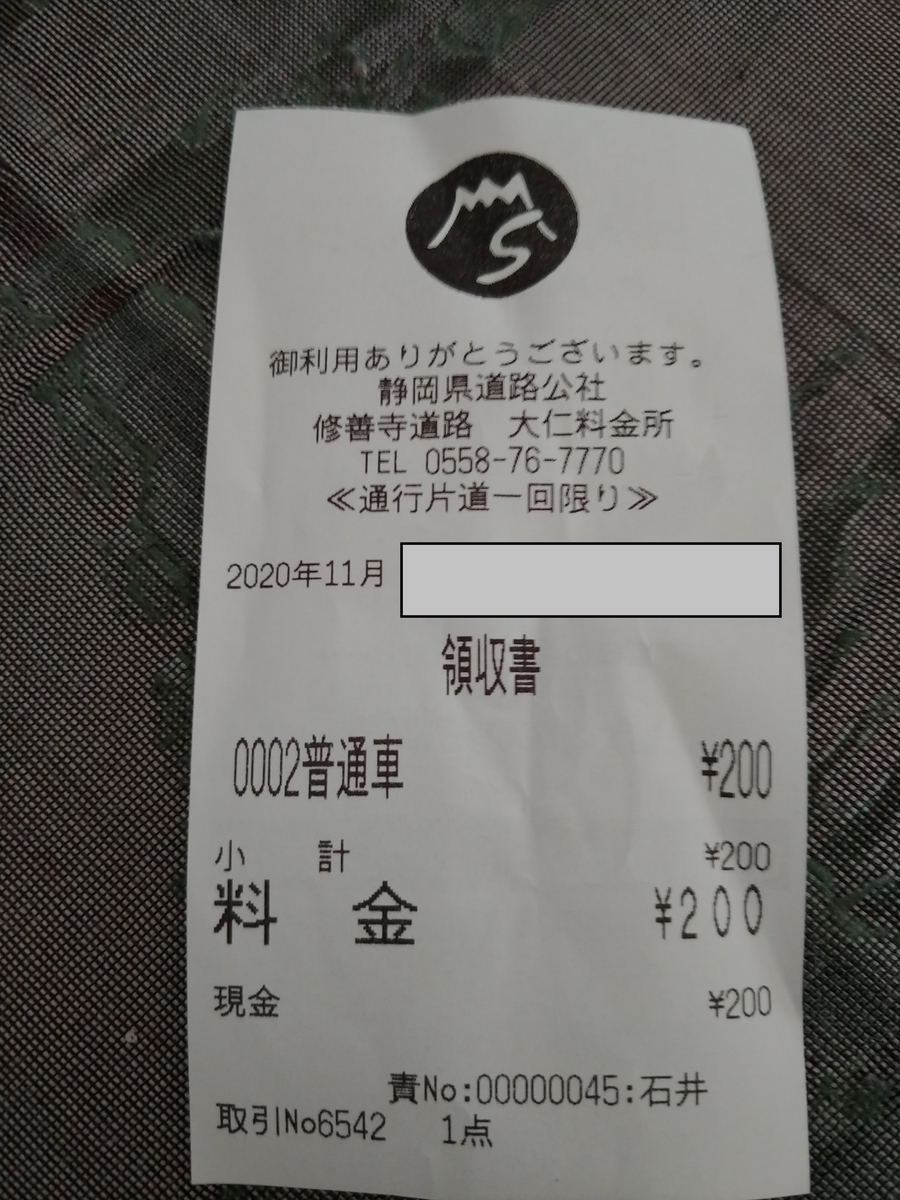 S
御利用ありがとうございます。
静岡県道路公社
修善寺道路　大仁料金所
TEL 0558-76-7770
≪通行片道一回限り≫
2020年11月
領収書
0002普通車 ¥200
小　計 ¥200
料　金 ¥200
現金 ¥200
責No:00000045:石井
取引No6542 1点